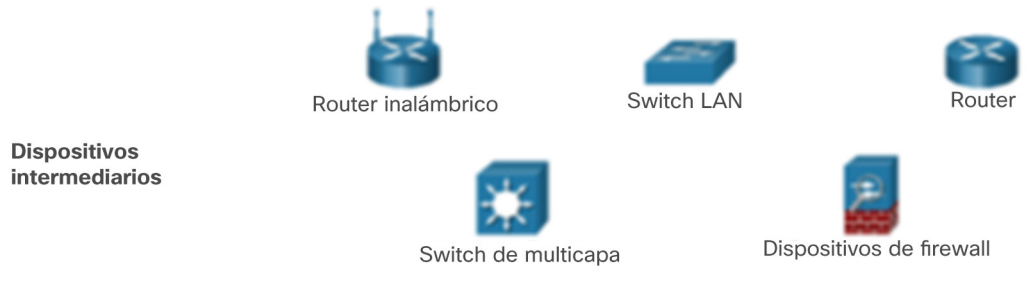 Router inalámbrico
Switch LAN
Router
Dispositivos
intermediarios
Switch de multicapa
Dispositivos de firewall